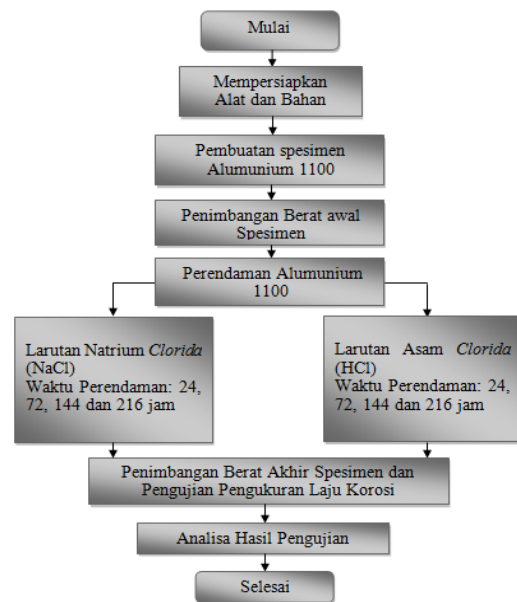 Mulai
Mempersiapkan
Alat dan Bahan
Pembuatan spesimen
Alumunium 1100
Penimbangan Berat awal
Spesimen
Perendaman Alumunium
1100
Larutan Natrium Clorida
(NaCl)
Waktu Perendaman: 24,
72, 144 dan 216 jam
Larutan Asam Clorida
(HCl)
Waktu Perendaman: 24,
72, 144 dan 216 jam
Penimbangan Berat Akhir Spesimen dan
Pengujian Pengukuran Laju Korosi
Analisa Hasil Pengujian
Selesai